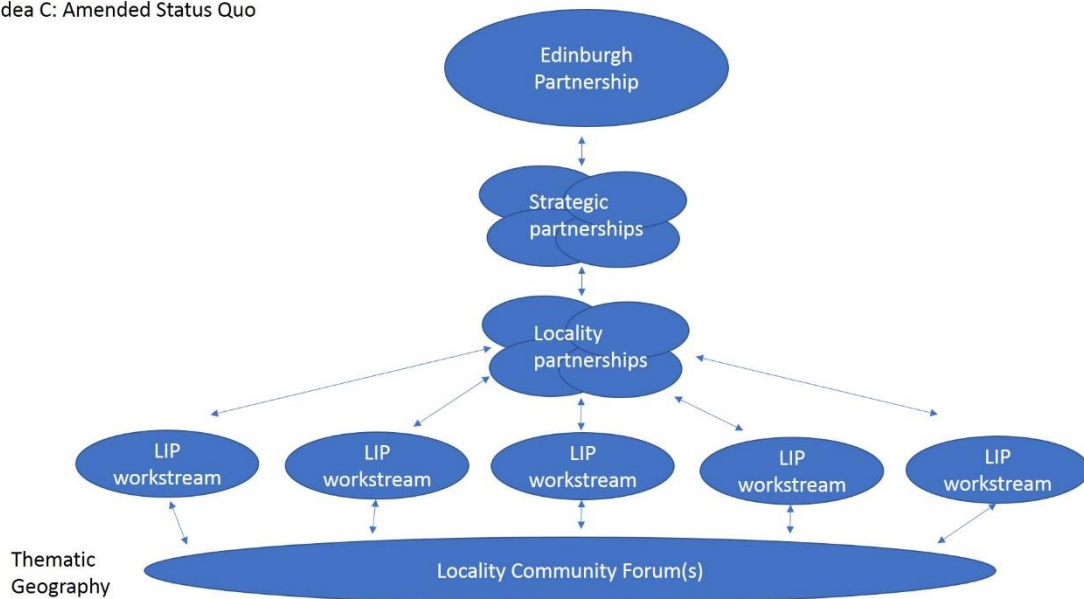 dea C: Amended Status Quo
Edinburgh
Partnership
Strategic
partnerships
Locality
partnerships
LIP
workstream
LIP
workstream
LIP
workstream
LIP
workstream
LIP
workstream
Thematic
Geography
Locality Community Forum(s)